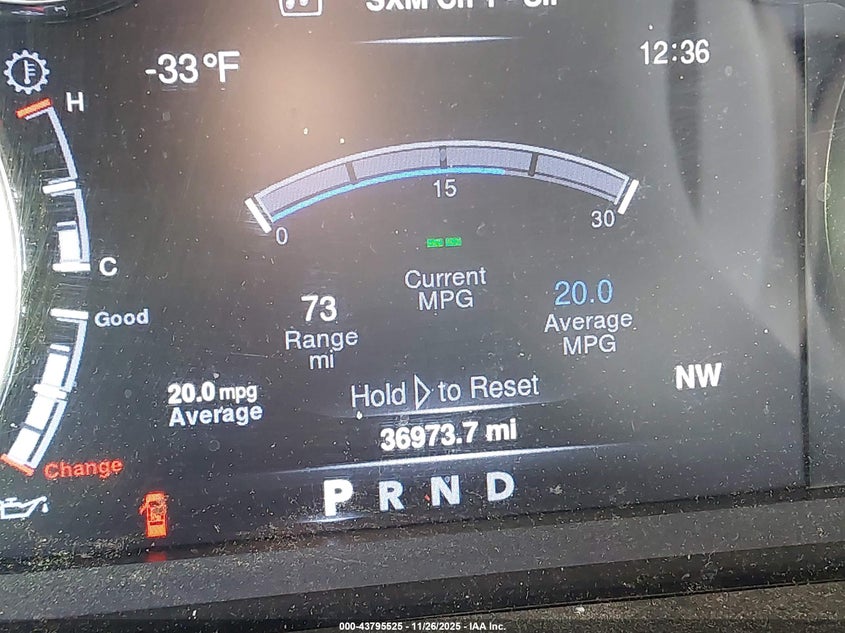 -33°F
12:36
H
C
0
15
30
--
Current
MPG
73
Range
mi
20.0
Average
MPG
Good
Change
20.0 mpg
Average
Hold ▷ to Reset
NW
36973.7 mi
P R N D
000-43795525 - 11/26/2025 - IAA Inc.